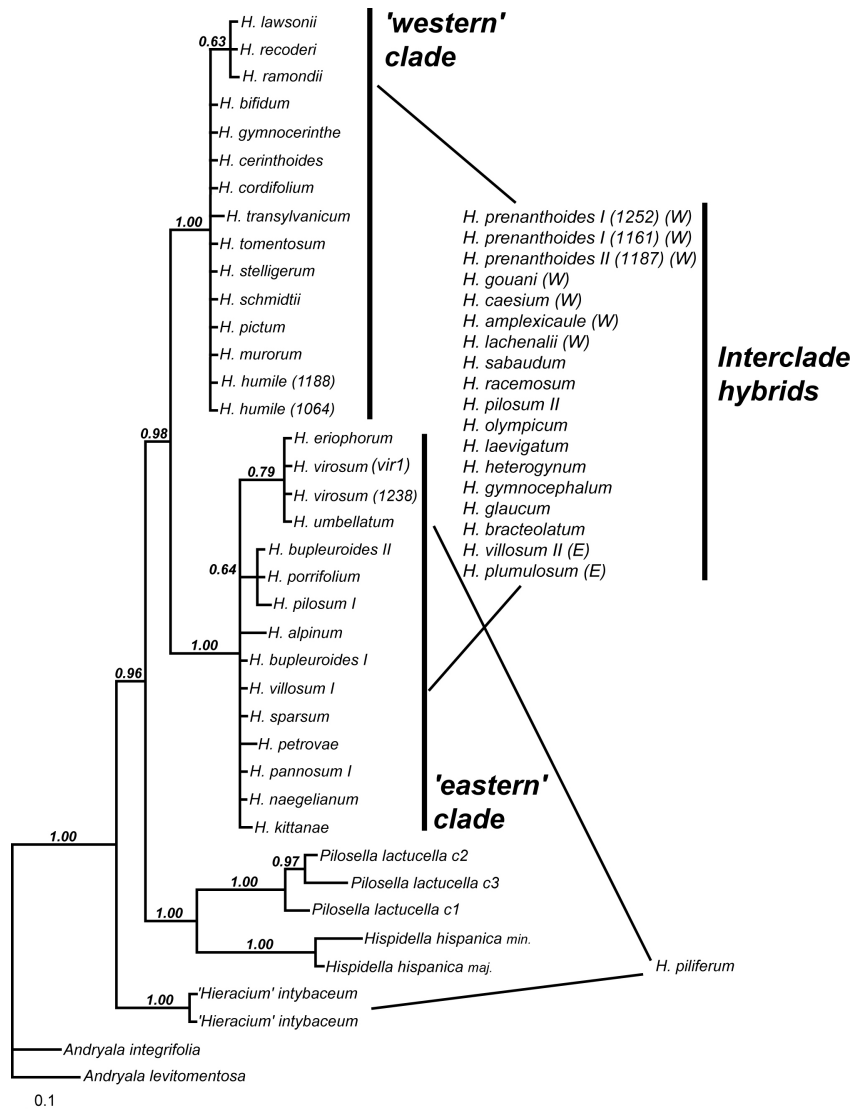 H. lawsonii
0.63
H. recoderi
H. ramondii
'western'
clade
H. bifidum
H. gymnocerinthe
H. cerinthoides
H. cordifolium
H. transylvanicum
1.00
H. tomentosum
H. stelligerum
H. schmidtii
H. pictum
H. murorum
H. humile (1188)
H. humile (1064)
0.98
H. eriophorum
0.79
H. virosum (vir1)
H. virosum (1238)
H. umbellatum
H. bupleuroides II
0.64
H. porrifolium
H. pilosum I
H. alpinum
1.00
H. bupleuroides I
0.96
H. villosum I
H. sparsum
H. petrovae
H. pannosum I
H. naegelianum
H. kittanae
'eastern'
clade
H. prenanthoides I (1252) (W)
H. prenanthoides I (1161) (W)
H. prenanthoides II (1187) (W)
H. gouani (W)
H. caesium (W)
H. amplexicaule (W)
H. lachenalii (W)
H. sabaudum
H. racemosum
H. pilosum II
H. olympicum
H. laevigatum
H. heterogynum
H. gymnocephalum
H. glaucum
H. bracteolatum
H. villosum II (E)
H. plumulosum (E)
Interclade
hybrids
1.00
0.97
Pilosella lactucella c2
1.00
Pilosella lactucella c3
Pilosella lactucella c1
1.00
1.00
Hispidella hispanica min.
Hispidella hispanica maj.
H. piliferum
1.00
'Hieracium' intybaceum
'Hieracium' intybaceum
Andryala integrifolia
Andryala levitomentosa
0.1